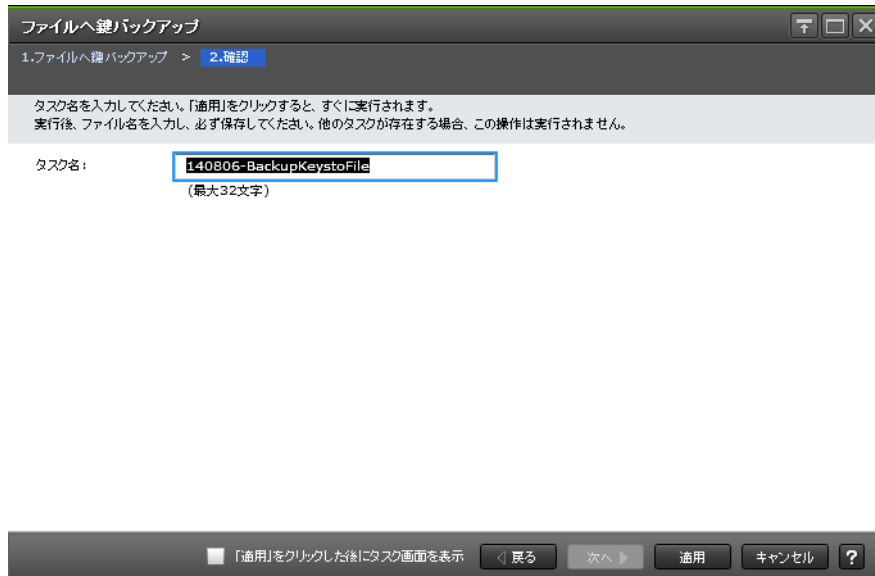 ファイルへ鍵バックアップ
1.ファイルへ鍵バックアップ > 2.確認
タスク名を入力してください。「適用」をクリックすると、すぐに実行されます。
実行後、ファイル名を入力し、必ず保存してください。他のタスクが存在する場合、この操作は実行されません。
タスク名: 140806-BackupKeystoFile
(最大32文字)
「適用」をクリックした後にタスク画面を表示 戻る 次へ 適用 キャンセル ?